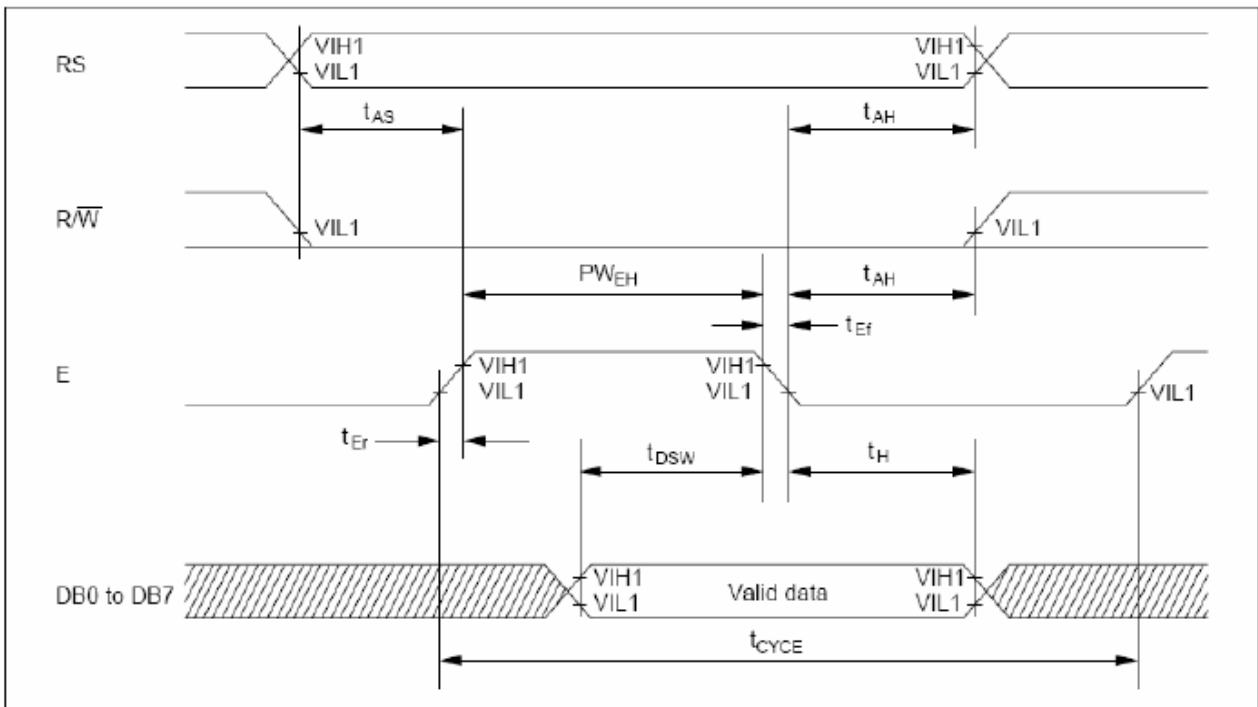 RS
VIH1
VIL1
VIH1
VIL1
tAS
tAH
R/W̅
VIL1
VIL1
PWEH
tAH
tEf
E
VIH1
VIL1
VIH1
VIL1
VIL1
tEr
tDSW
tH
DB0 to DB7
VIH1
VIL1
Valid data
VIH1
VIL1
tCYCE